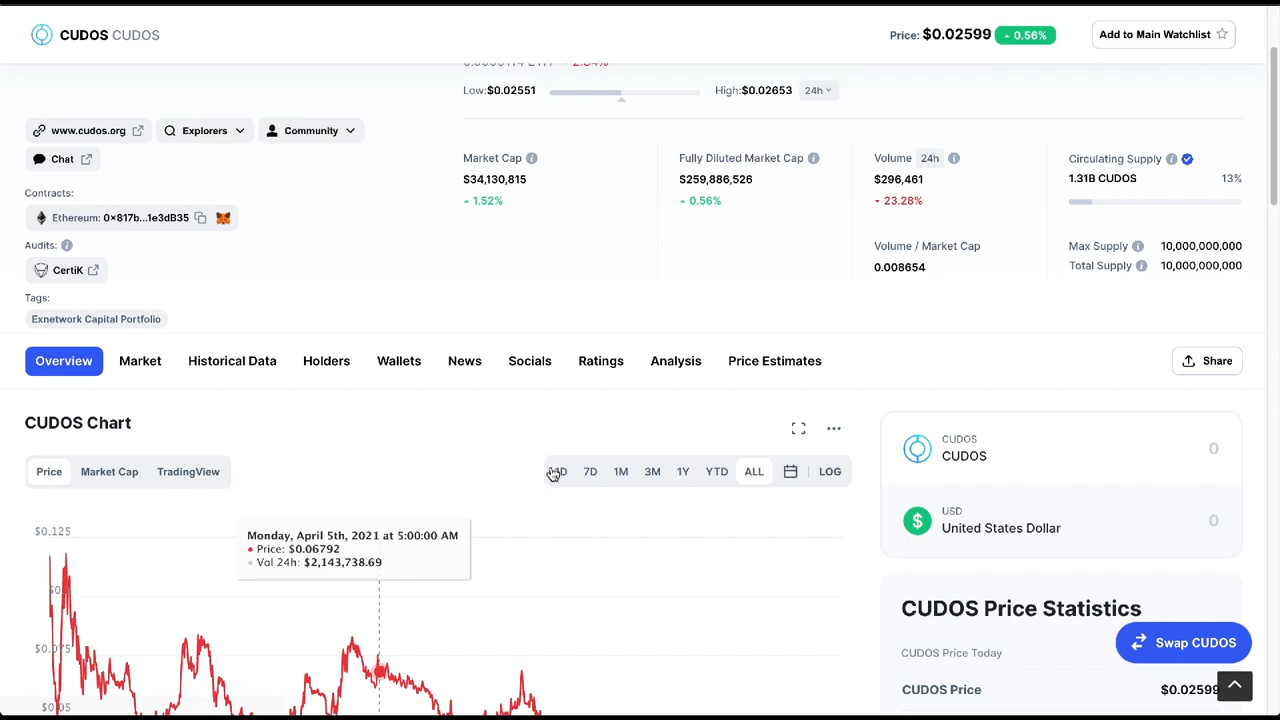 CUDOS CUDOS
Price: $0.02599 0.56%
Add to Main Watchlist
Low:$0.02551
High:$0.02653
24h
www.cudos.org
Explorers
Community
Chat
Contracts:
Ethereum: 0x817b...1e3dB35
Audits:
CertiK
Tags:
Exnetwork Capital Portfolio
Market Cap
$34,130,815
1.52%
Fully Diluted Market Cap
$259,886,526
0.56%
Volume 24h
$296,461
23.28%
Volume / Market Cap
0.008654
Circulating Supply
1.31B CUDOS 13%
Max Supply 10,000,000,000
Total Supply 10,000,000,000
Overview Market Historical Data Holders Wallets News Socials Ratings Analysis Price Estimates
Share
CUDOS Chart
Price Market Cap TradingView
7D 1M 3M 1Y YTD ALL LOG
$0.125
$0.075
$0.05
Monday, April 5th, 2021 at 5:00:00 AM
Price: $0.06792
Vol 24h: $2,143,738.69
CUDOS
CUDOS 0
USD
United States Dollar 0
CUDOS Price Statistics
CUDOS Price Today
Swap CUDOS
CUDOS Price $0.02599